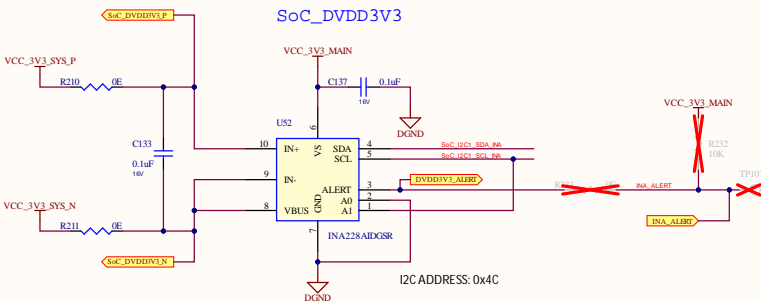 SoC_DVDD3V3
SoC_DVDD3V3_P
VCC_3V3_SYS_P
VCC_3V3_MAIN
R210 0E
C137 0.1uF
16V
DGND
VCC_3V3_MAIN
R232
10K
U52
C133
0.1uF
16V
6
VS
10 IN+ SDA 4 SoC_I2C1_SDA_INA
SCL 5 SoC_I2C1_SCL_INA
9 IN-
DVDD3V3_ALERT
ALERT 3
INA_ALERT
A0 2
8 VBUS GND A1 1
7
VCC_3V3_SYS_N
R211 0E
INA228AIDGSR
INA_ALERT
SoC_DVDD3V3_N
I2C ADDRESS: 0x4C
DGND